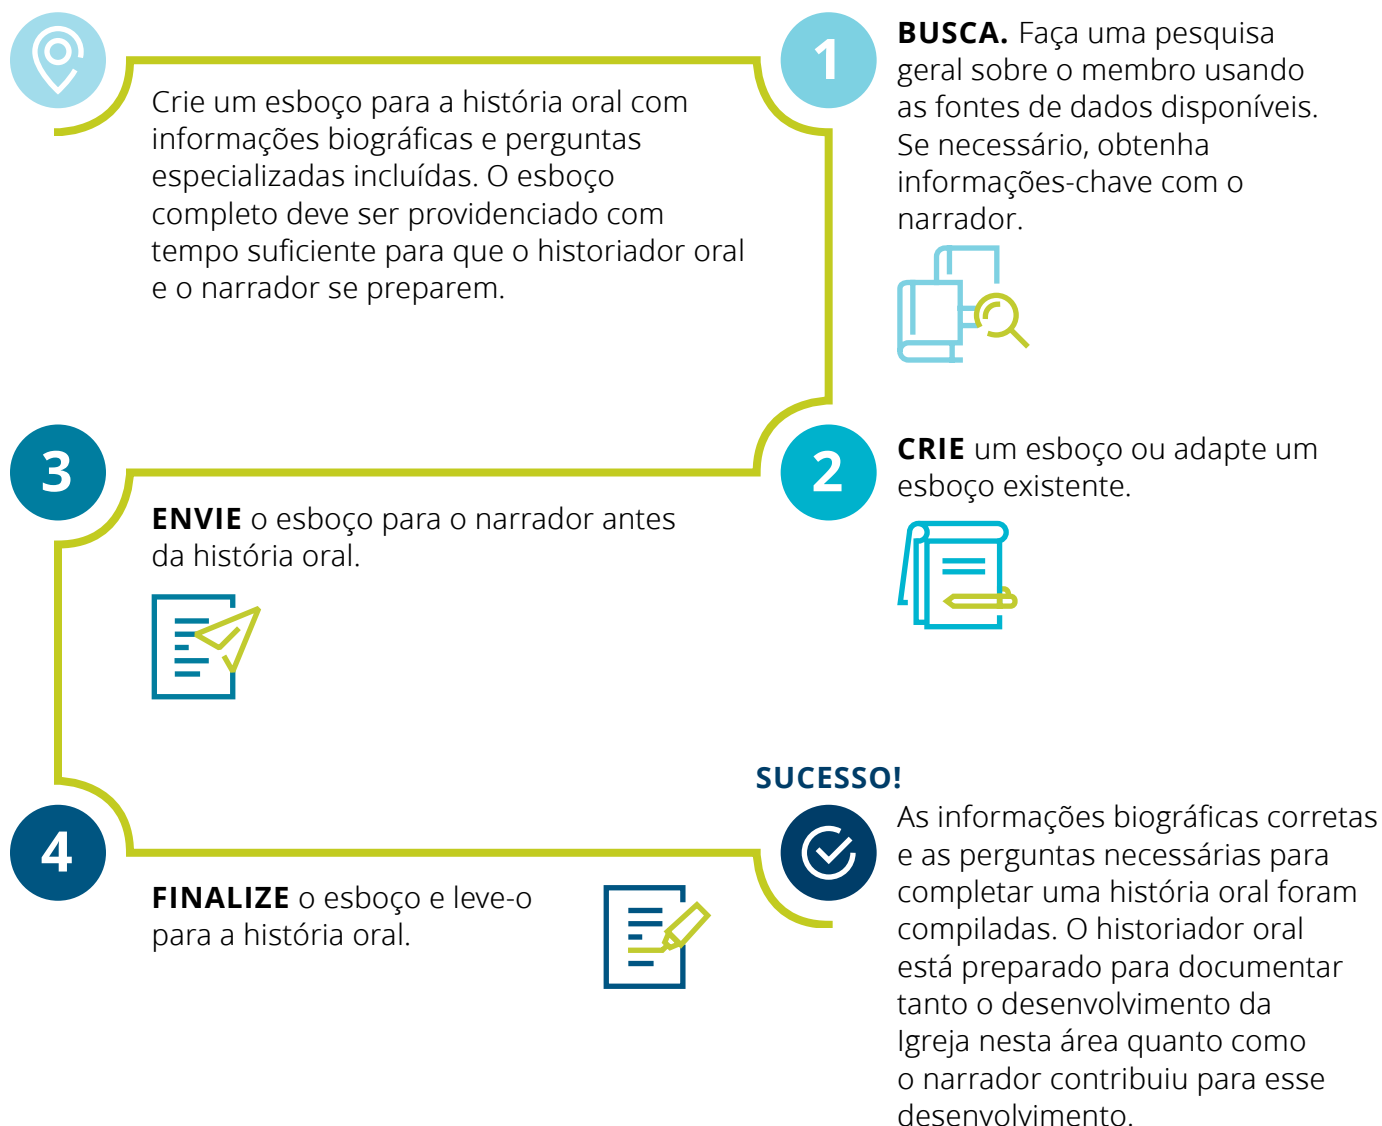 Crie um esboço para a história oral com
informações biográficas e perguntas
especializadas incluídas. O esboço
completo deve ser providenciado com
tempo suficiente para que o historiador oral
e o narrador se preparem.
1
BUSCA. Faça uma pesquisa
geral sobre o membro usando
as fontes de dados disponíveis.
Se necessário, obtenha
informações-chave com o
narrador.
2
CRIE um esboço ou adapte um
esboço existente.
3
ENVIE o esboço para o narrador antes
da história oral.
4
FINALIZE o esboço e leve-o
para a história oral.
SUCESSO!
As informações biográficas corretas
e as perguntas necessárias para
completar uma história oral foram
compiladas. O historiador oral
está preparado para documentar
tanto o desenvolvimento da
Igreja nesta área quanto como
o narrador contribuiu para esse
desenvolvimento.